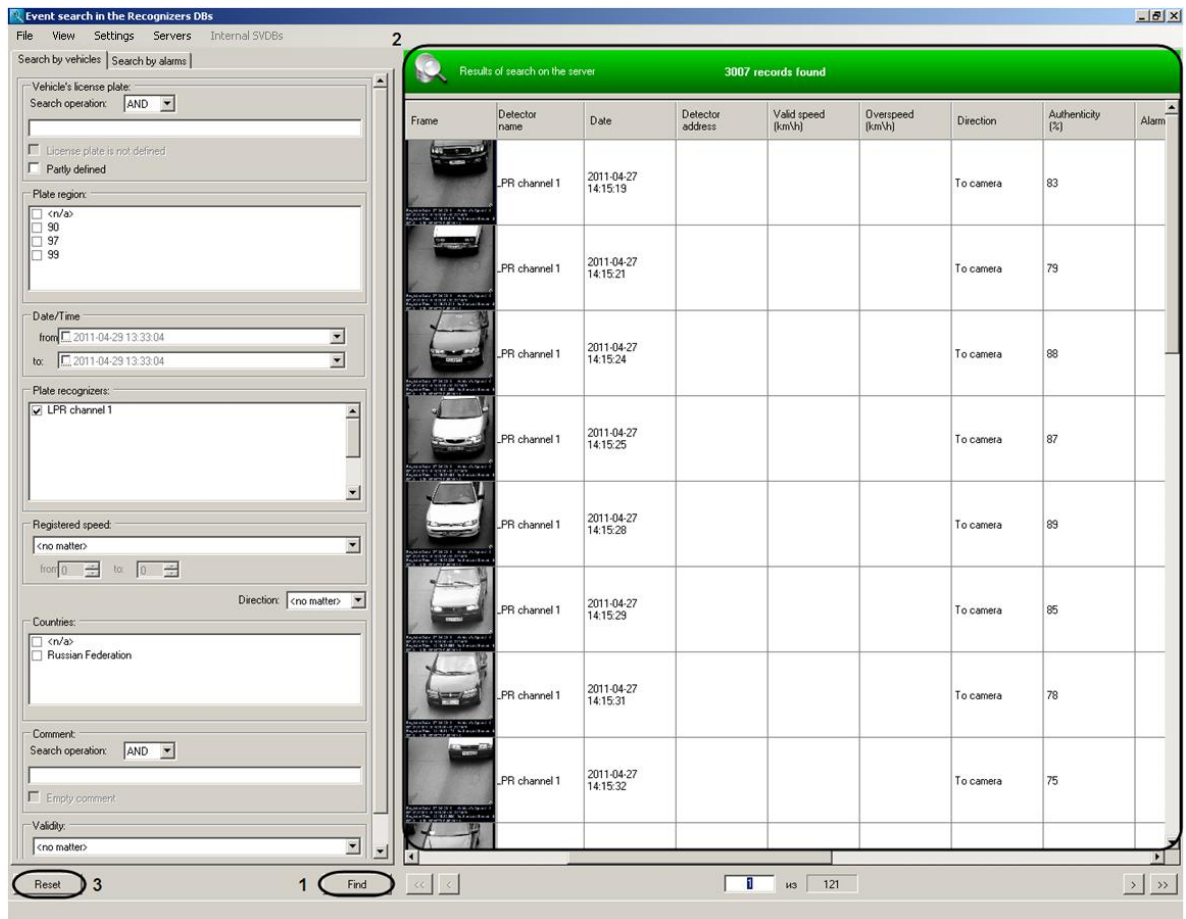 Event search in the Recognizers DBs
File View Settings Servers Internal SVDBs
2
Search by vehicles Search by alarms
Vehicle's license plate:
Search operation: AND
License plate is not defined
Partly defined
Plate region:
<n/a>
90
97
99
Date/Time
from 2011-04-29 13:33:04
to: 2011-04-29 13:33:04
Plate recognizers:
LPR channel 1
Registered speed:
<no matter>
from 0 to: 0
Direction: <no matter>
Countries:
<n/a>
Russian Federation
Comment:
Search operation: AND
Empty comment
Validity:
<no matter>
Reset 3 1 Find
Results of search on the server 3007 records found
Frame Detector name Date Detector address Valid speed (km\h) Overspeed (km\h) Direction Authenticity (%) Alarm
LPR channel 1 2011-04-27 14:15:19 To camera 83
LPR channel 1 2011-04-27 14:15:21 To camera 79
LPR channel 1 2011-04-27 14:15:24 To camera 88
LPR channel 1 2011-04-27 14:15:25 To camera 87
LPR channel 1 2011-04-27 14:15:28 To camera 89
LPR channel 1 2011-04-27 14:15:29 To camera 85
LPR channel 1 2011-04-27 14:15:31 To camera 78
LPR channel 1 2011-04-27 14:15:32 To camera 75
<< < 1 из 121 > >>